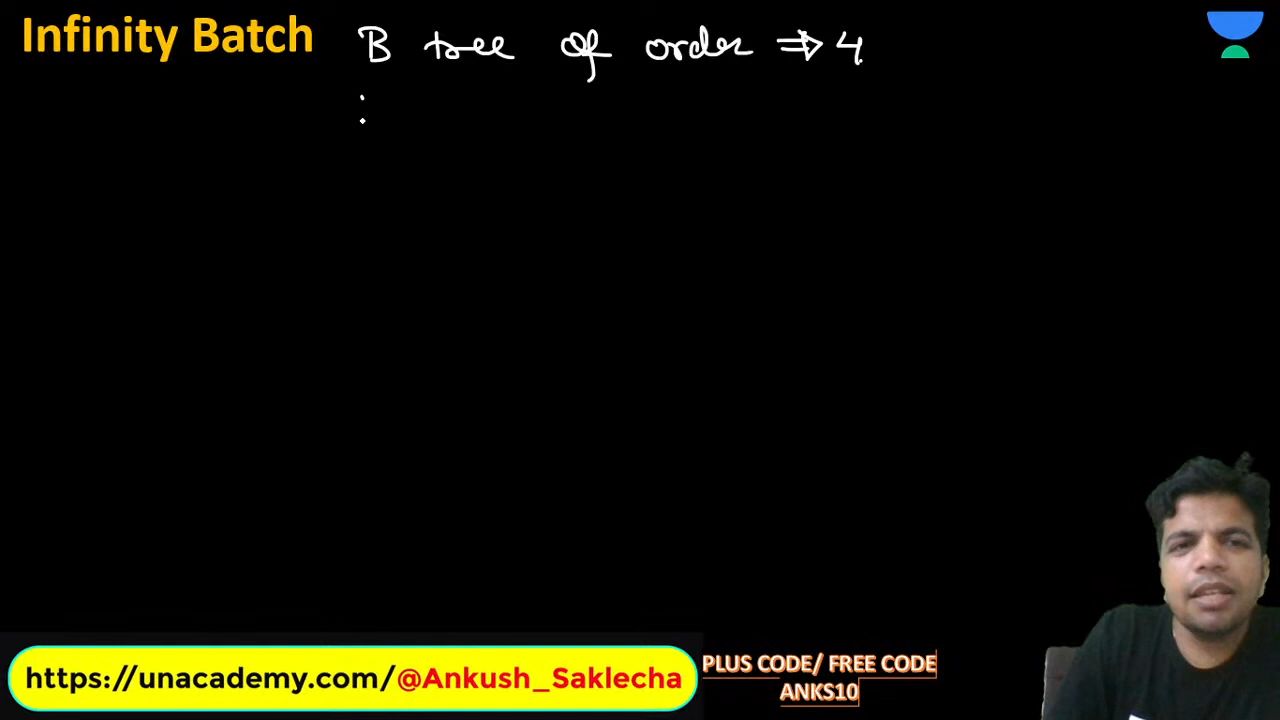 Infinity Batch
B tree of order ⇒ 4.
:
https://unacademy.com/@Ankush_Saklecha
PLUS CODE/ FREE CODE
ANKS10